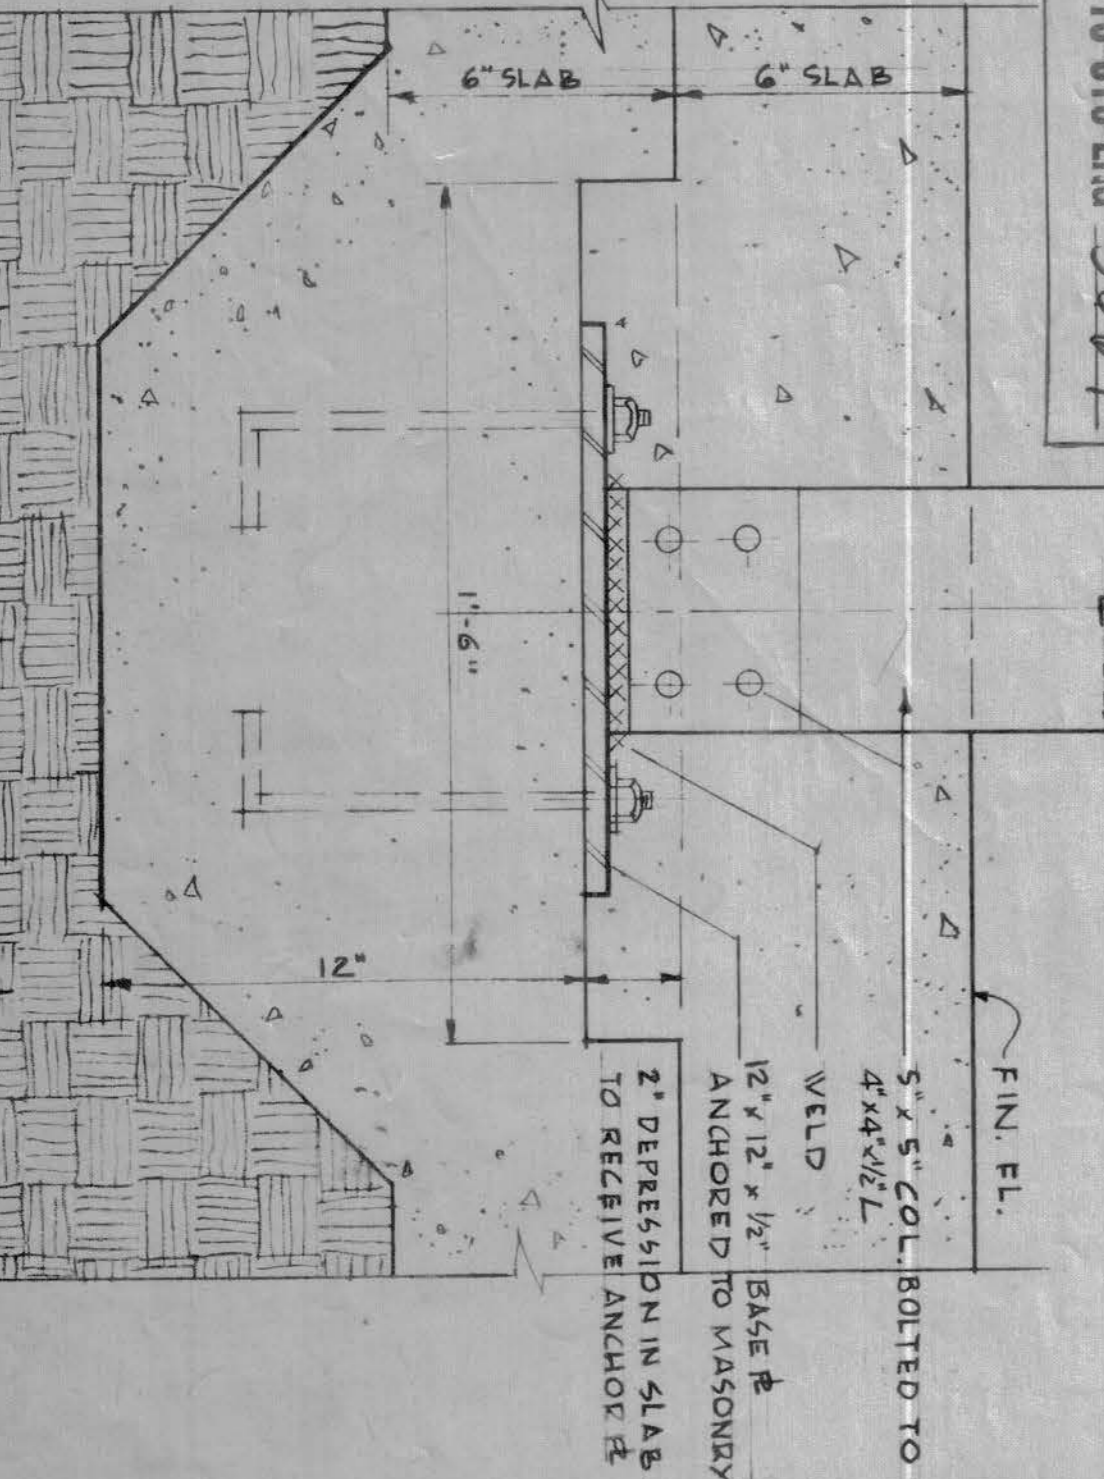 6" SLAB
6" SLAB
1'-6"
12"
FIN. FL.
5" x 5" COL. BOLTED TO
4"x4"x1/2" L
WELD
12" x 12" x 1/2" BASE ⅊
ANCHORED TO MASONRY
2" DEPRESSION IN SLAB
TO RECEIVE ANCHOR ⅊